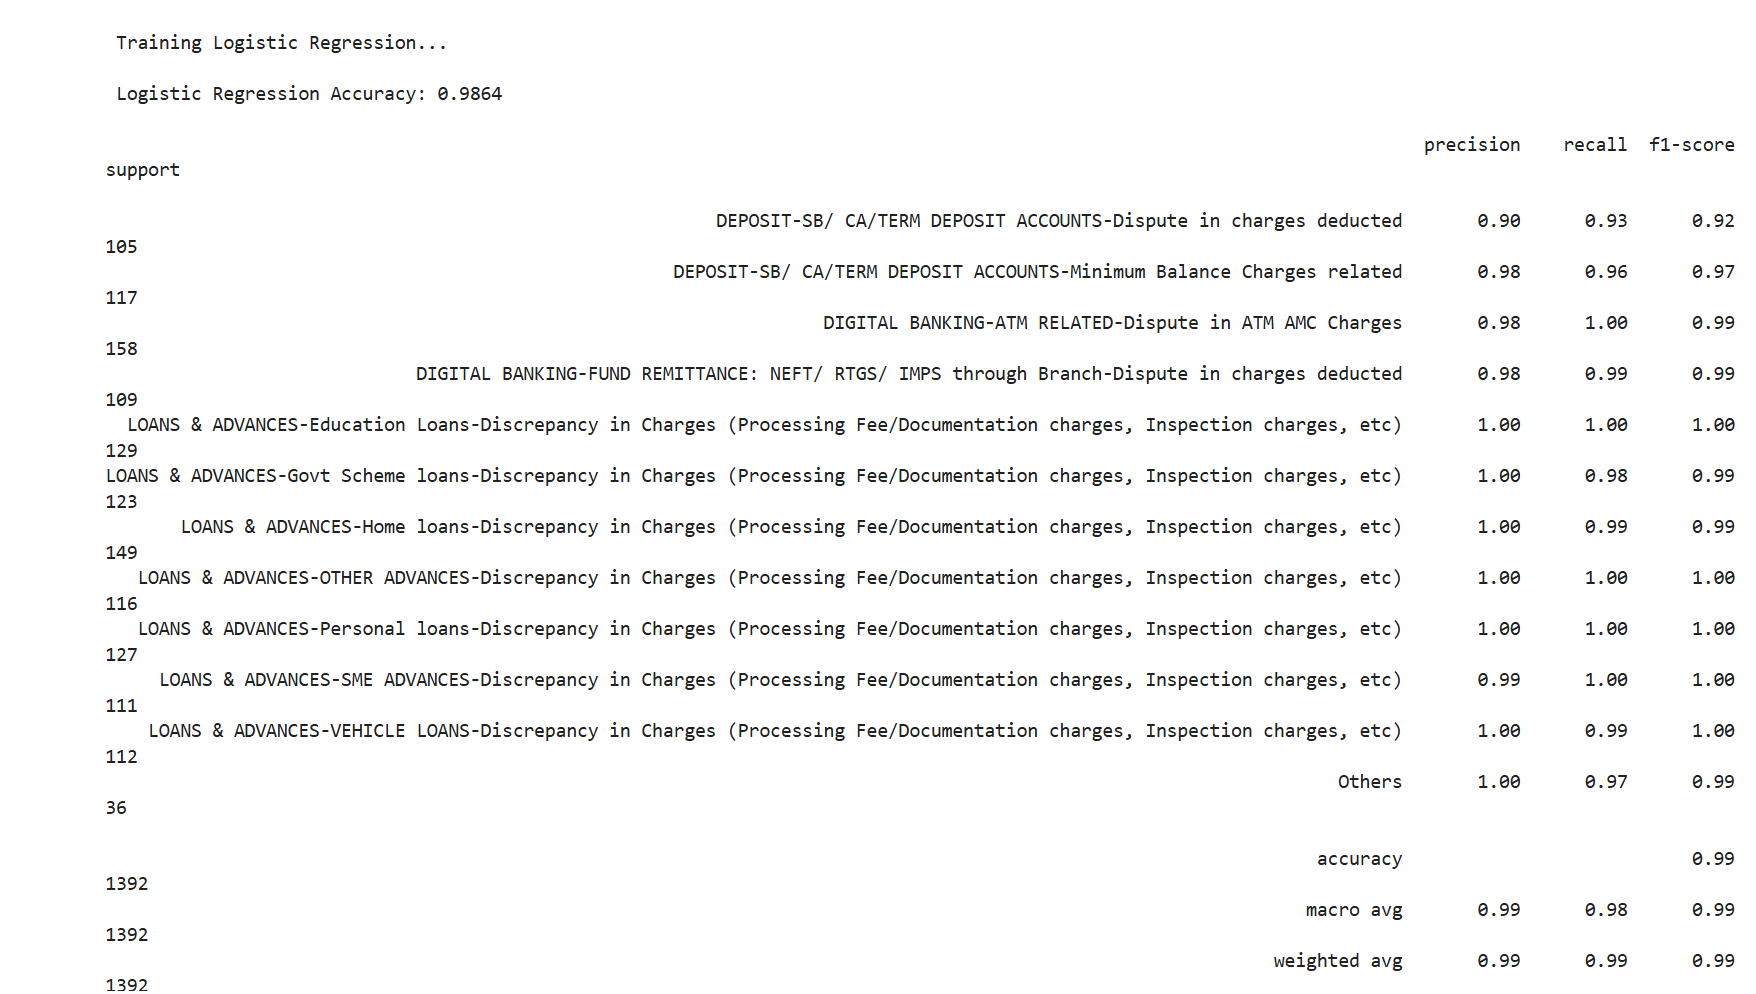 Training Logistic Regression...
Logistic Regression Accuracy: 0.9864
precision recall f1-score
support
DEPOSIT-SB/ CA/TERM DEPOSIT ACCOUNTS-Dispute in charges deducted 0.90 0.93 0.92
105
DEPOSIT-SB/ CA/TERM DEPOSIT ACCOUNTS-Minimum Balance Charges related 0.98 0.96 0.97
117
DIGITAL BANKING-ATM RELATED-Dispute in ATM AMC Charges 0.98 1.00 0.99
158
DIGITAL BANKING-FUND REMITTANCE: NEFT/ RTGS/ IMPS through Branch-Dispute in charges deducted 0.98 0.99 0.99
109
LOANS & ADVANCES-Education Loans-Discrepancy in Charges (Processing Fee/Documentation charges, Inspection charges, etc) 1.00 1.00 1.00
129
LOANS & ADVANCES-Govt Scheme loans-Discrepancy in Charges (Processing Fee/Documentation charges, Inspection charges, etc) 1.00 0.98 0.99
123
LOANS & ADVANCES-Home loans-Discrepancy in Charges (Processing Fee/Documentation charges, Inspection charges, etc) 1.00 0.99 0.99
149
LOANS & ADVANCES-OTHER ADVANCES-Discrepancy in Charges (Processing Fee/Documentation charges, Inspection charges, etc) 1.00 1.00 1.00
116
LOANS & ADVANCES-Personal loans-Discrepancy in Charges (Processing Fee/Documentation charges, Inspection charges, etc) 1.00 1.00 1.00
127
LOANS & ADVANCES-SME ADVANCES-Discrepancy in Charges (Processing Fee/Documentation charges, Inspection charges, etc) 0.99 1.00 1.00
111
LOANS & ADVANCES-VEHICLE LOANS-Discrepancy in Charges (Processing Fee/Documentation charges, Inspection charges, etc) 1.00 0.99 1.00
112
Others 1.00 0.97 0.99
36
accuracy 0.99
1392
macro avg 0.99 0.98 0.99
1392
weighted avg 0.99 0.99 0.99
1392